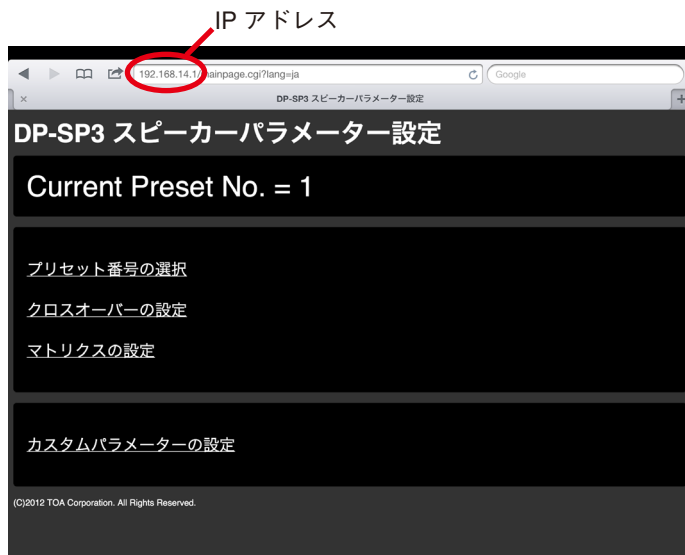 IP アドレス
192.168.14.1/mainpage.cgi?lang=ja
Google
DP-SP3 スピーカーパラメーター設定
DP-SP3 スピーカーパラメーター設定
Current Preset No. = 1
プリセット番号の選択
クロスオーバーの設定
マトリクスの設定
カスタムパラメーターの設定
(C)2012 TOA Corporation. All Rights Reserved.